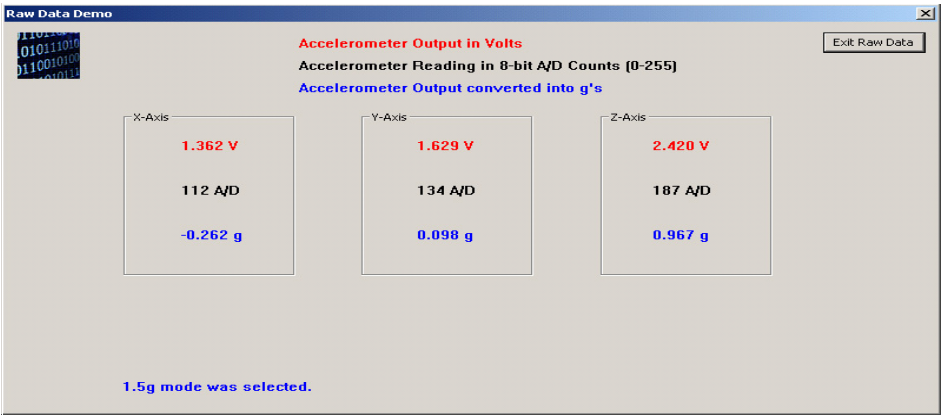 Raw Data Demo
010111010
0110010100
Exit Raw Data
Accelerometer Output in Volts
Accelerometer Reading in 8-bit A/D Counts (0-255)
Accelerometer Output converted into g's
X-Axis
1.362 V
112 A/D
-0.262 g
Y-Axis
1.629 V
134 A/D
0.098 g
Z-Axis
2.420 V
187 A/D
0.967 g
1.5g mode was selected.